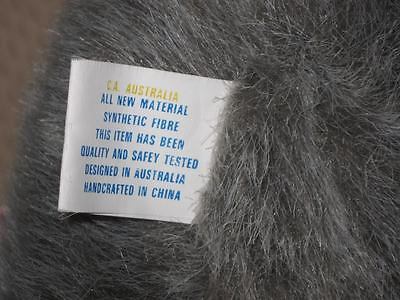 C.A. AUSTRALIA
ALL NEW MATERIAL
SYNTHETIC FIBRE
THIS ITEM HAS BEEN
QUALITY AND SAFEY TESTED
DESIGNED IN AUSTRALIA
HANDCRAFTED IN CHINA